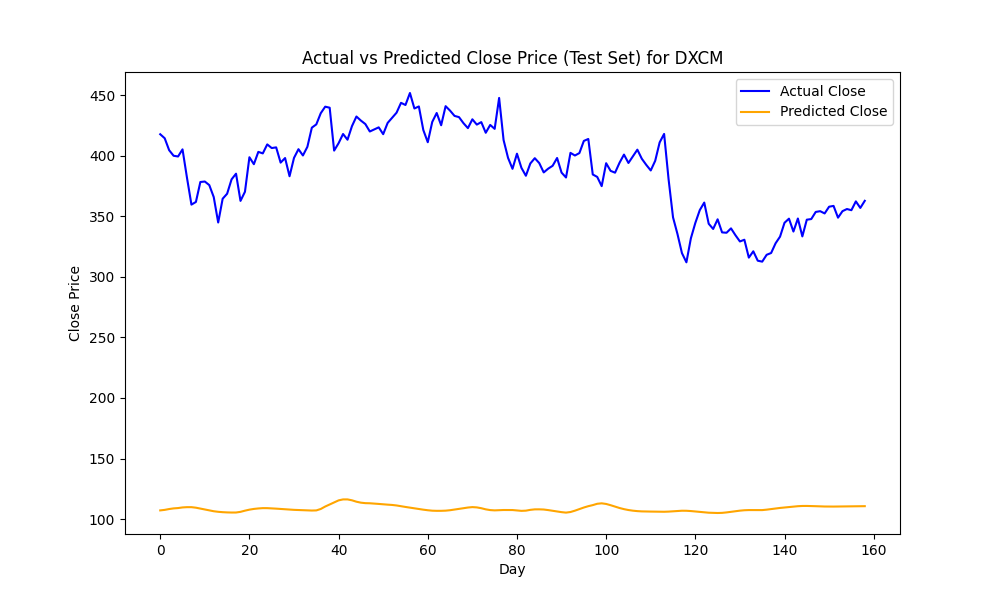 Actual vs Predicted Close Price (Test Set) for DXCM
Actual Close
Predicted Close
Close Price
450
400
350
300
250
200
150
100
0 20 40 60 80 100 120 140 160
Day